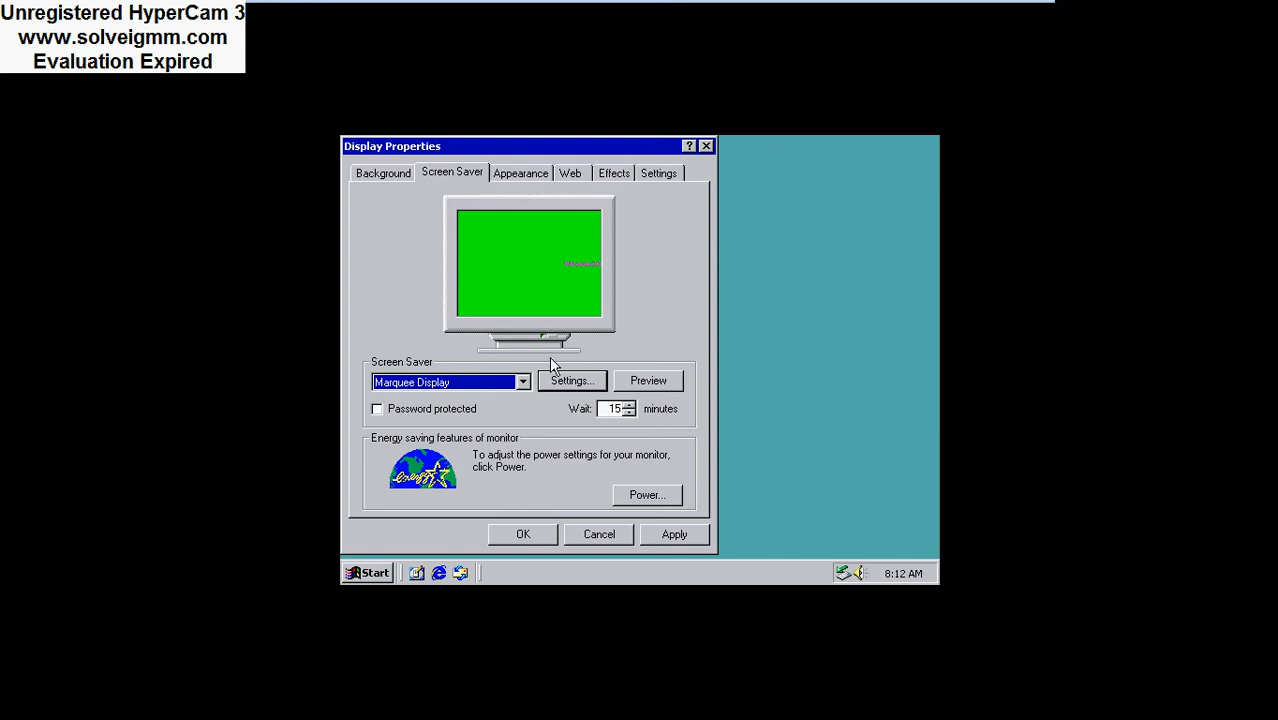 Unregistered HyperCam 3
www.solveigmm.com
Evaluation Expired
Display Properties
Background Screen Saver Appearance Web Effects Settings
Screen Saver
Marquee Display Settings... Preview
Password protected Wait: 15 minutes
Energy saving features of monitor
energy
To adjust the power settings for your monitor,
click Power.
Power...
OK Cancel Apply
Start 8:12 AM